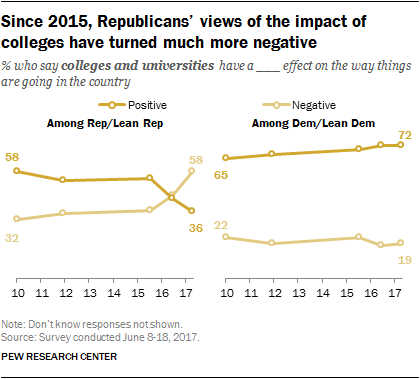 Since 2015, Republicans’ views of the impact of
colleges have turned much more negative
% who say colleges and universities have a ___ effect on the way things
are going in the country
Positive
Negative
Among Rep/Lean Rep
Among Dem/Lean Dem
58
58
32
36
10 11 12 13 14 15 16 17
72
65
22
19
10 11 12 13 14 15 16 17
Note: Don’t know responses not shown.
Source: Survey conducted June 8-18, 2017.
PEW RESEARCH CENTER